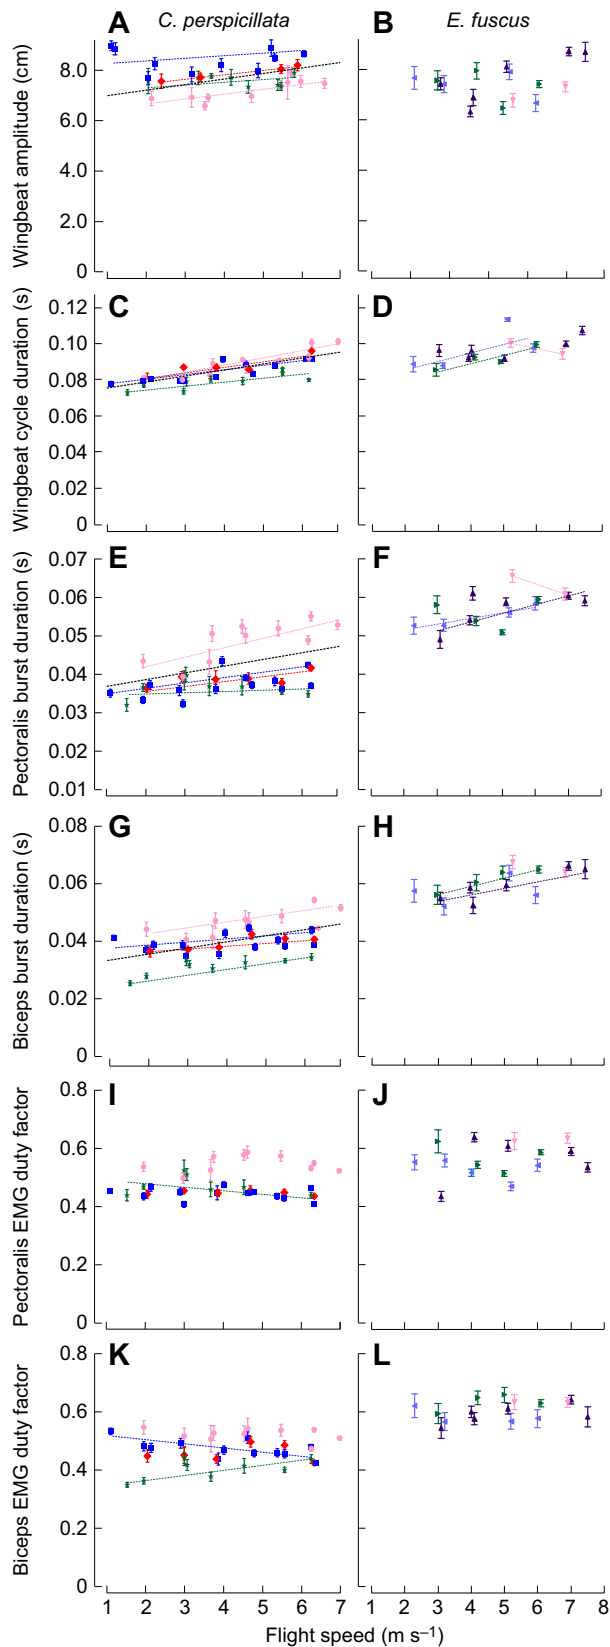 C. perspicillata
E. fuscus
A
B
Wingbeat amplitude (cm)
8.0
6.0
4.0
2.0
0
C
D
Wingbeat cycle duration (s)
0.12
0.10
0.08
0.06
0.04
0.02
0
E
F
Pectoralis burst duration (s)
0.07
0.06
0.05
0.04
0.03
0.02
0.01
G
H
Biceps burst duration (s)
0.08
0.06
0.04
0.02
0
I
J
Pectoralis EMG duty factor
0.8
0.6
0.4
0.2
0
K
L
Biceps EMG duty factor
0.8
0.6
0.4
0.2
0
1 2 3 4 5 6 7 1 2 3 4 5 6 7 8
Flight speed (m s–1)